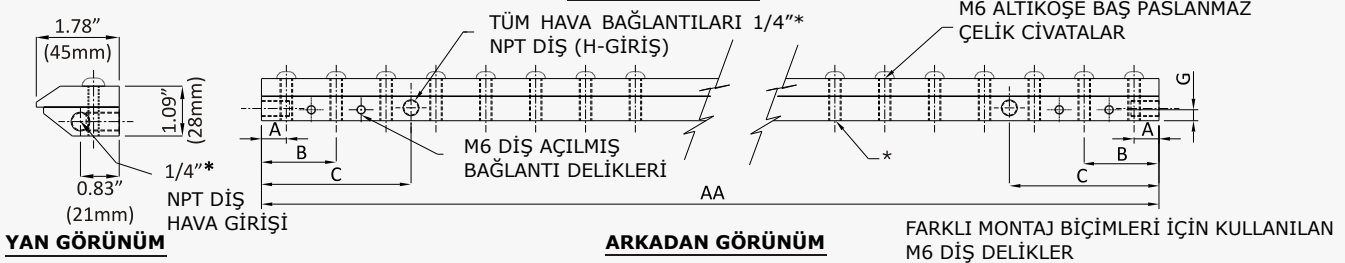 1.78”
(45mm)
1.09”
(28mm)
0.83”
(21mm)
1/4”*
NPT DİŞ
HAVA GİRİŞİ
YAN GÖRÜNÜM
TÜM HAVA BAĞLANTILARI 1/4”*
NPT DİŞ (H-GİRİŞ)
M6 ALTIKÖŞE BAŞ PASLANMAZ
ÇELİK CİVATALAR
G
A
A
B
B
C
C
M6 DİŞ AÇILMIŞ
BAĞLANTI DELİKLERİ
*
AA
ARKADAN GÖRÜNÜM
FARKLI MONTAJ BİÇİMLERİ İÇİN KULLANILAN
M6 DİŞ DELİKLER